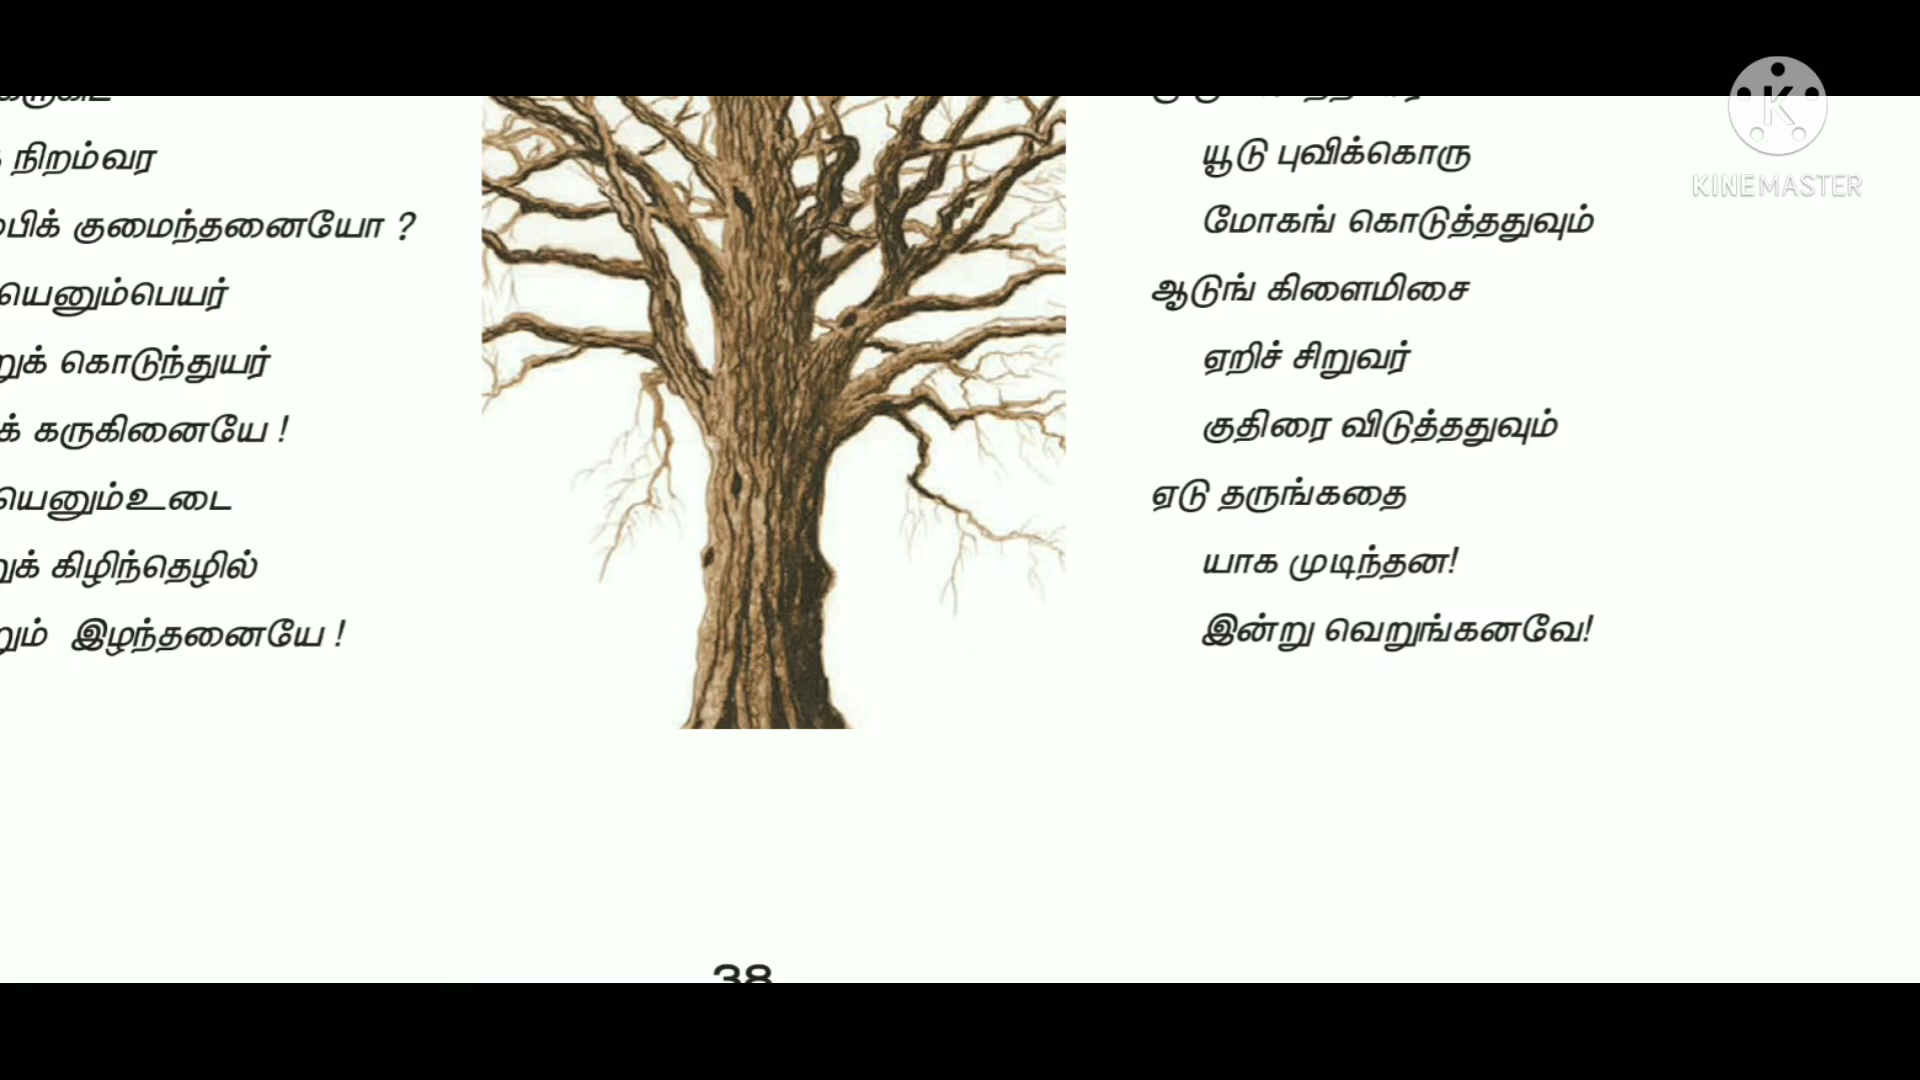 நிறம்வர
குமைந்தனையோ ?
யெனும்பெயர்
கொடுந்துயர்
கருகினையே !
யெனும்உடை
கிழிந்தெழில்
இழந்தனையே !
யூடு புவிக்கொரு
மோகங் கொடுத்ததுவும்
ஆடுங் கிளைமிசை
ஏறிச் சிறுவர்
குதிரை விடுத்ததுவும்
ஏடு தருங்கதை
யாக முடிந்தன!
இன்று வெறுங்கனவே!
38
KINEMASTER